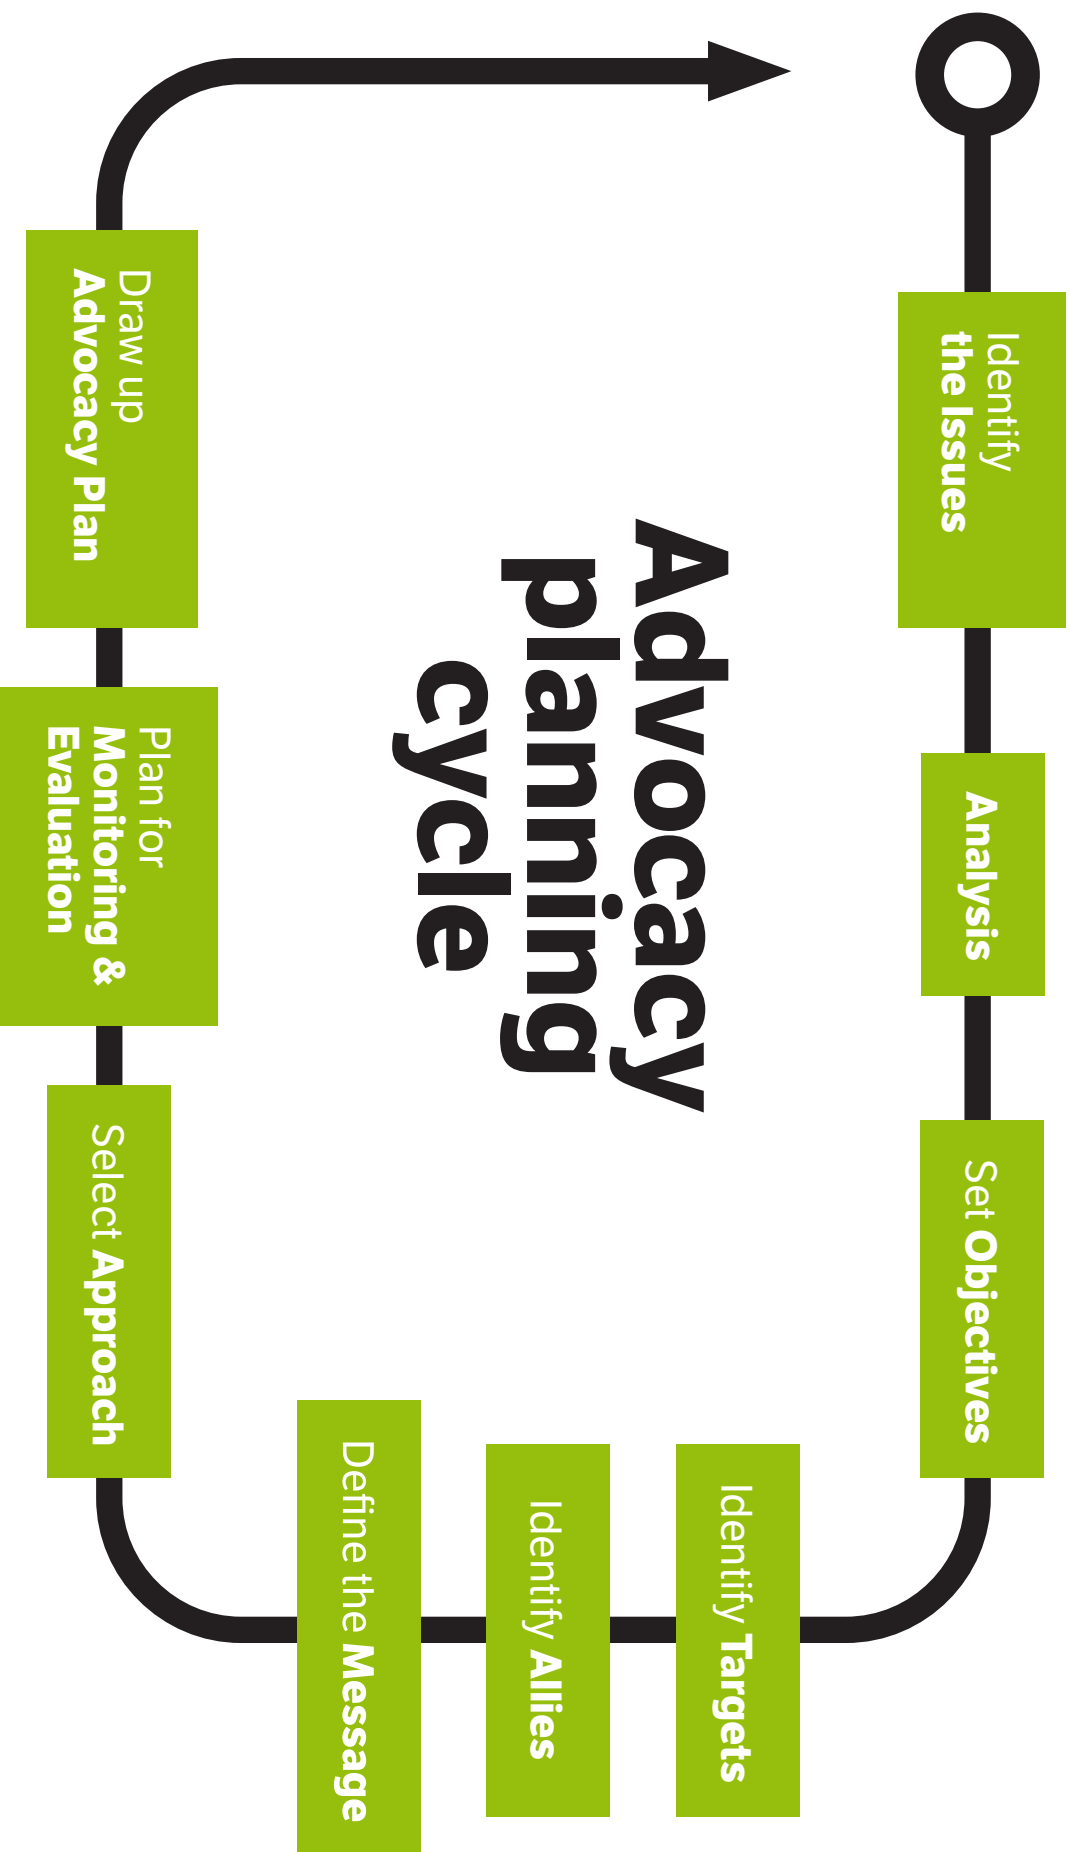 Advocacy
planning
cycle
Identify
the Issues
Analysis
Set Objectives
Identify Targets
Identify Allies
Define the Message
Select Approach
Plan for
Monitoring &
Evaluation
Draw up
Advocacy Plan